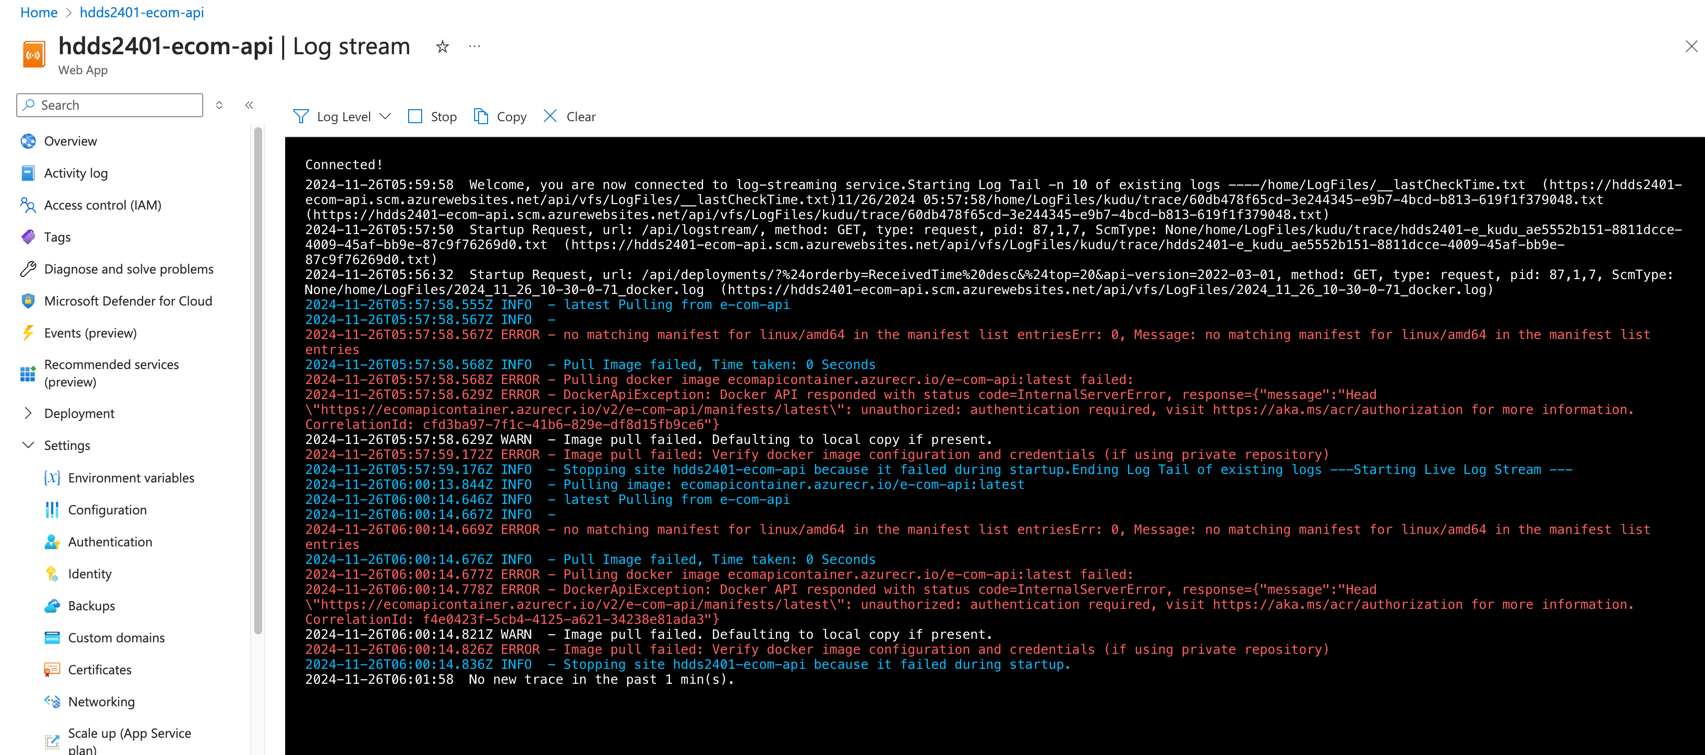 Home > hdds2401-ecom-api
hdds2401-ecom-api | Log stream
Web App
Search
Overview
Activity log
Access control (IAM)
Tags
Diagnose and solve problems
Microsoft Defender for Cloud
Events (preview)
Recommended services
(preview)
Deployment
Settings
Environment variables
Configuration
Authentication
Identity
Backups
Custom domains
Certificates
Networking
Scale up (App Service
plan)
Log Level Stop Copy Clear
Connected!
2024-11-26T05:59:58  Welcome, you are now connected to log-streaming service.Starting Log Tail -n 10 of existing logs ----/home/LogFiles/__lastCheckTime.txt  (https://hdds2401-
ecom-api.scm.azurewebsites.net/api/vfs/LogFiles/__lastCheckTime.txt)11/26/2024 05:57:58/home/LogFiles/kudu/trace/60db478f65cd-3e244345-e9b7-4bcd-b813-619f1f379048.txt
(https://hdds2401-ecom-api.scm.azurewebsites.net/api/vfs/LogFiles/kudu/trace/60db478f65cd-3e244345-e9b7-4bcd-b813-619f1f379048.txt)
2024-11-26T05:57:50  Startup Request, url: /api/logstream/, method: GET, type: request, pid: 87,1,7, ScmType: None/home/LogFiles/kudu/trace/hdds2401-e_kudu_ae5552b151-8811dcce-
4009-45af-bb9e-87c9f76269d0.txt  (https://hdds2401-ecom-api.scm.azurewebsites.net/api/vfs/LogFiles/kudu/trace/hdds2401-e_kudu_ae5552b151-8811dcce-4009-45af-bb9e-
87c9f76269d0.txt)
2024-11-26T05:56:32  Startup Request, url: /api/deployments/?%24orderby=ReceivedTime%20desc&%24top=20&api-version=2022-03-01, method: GET, type: request, pid: 87,1,7, ScmType:
None/home/LogFiles/2024_11_26_10-30-0-71_docker.log  (https://hdds2401-ecom-api.scm.azurewebsites.net/api/vfs/LogFiles/2024_11_26_10-30-0-71_docker.log)
2024-11-26T05:57:58.555Z INFO  - latest Pulling from e-com-api
2024-11-26T05:57:58.567Z INFO  -
2024-11-26T05:57:58.567Z ERROR - no matching manifest for linux/amd64 in the manifest list entriesErr: 0, Message: no matching manifest for linux/amd64 in the manifest list
entries
2024-11-26T05:57:58.568Z INFO  - Pull Image failed, Time taken: 0 Seconds
2024-11-26T05:57:58.568Z ERROR - Pulling docker image ecomapicontainer.azurecr.io/e-com-api:latest failed:
2024-11-26T05:57:58.629Z ERROR - DockerApiException: Docker API responded with status code=InternalServerError, response={"message":"Head
\"https://ecomapicontainer.azurecr.io/v2/e-com-api/manifests/latest\": unauthorized: authentication required, visit https://aka.ms/acr/authorization for more information.
CorrelationId: cfd3ba97-7f1c-41b6-829e-df8d15fb9ce6"}
2024-11-26T05:57:58.629Z WARN  - Image pull failed. Defaulting to local copy if present.
2024-11-26T05:57:59.172Z ERROR - Image pull failed: Verify docker image configuration and credentials (if using private repository)
2024-11-26T05:57:59.176Z INFO  - Stopping site hdds2401-ecom-api because it failed during startup.Ending Log Tail of existing logs ---Starting Live Log Stream ---
2024-11-26T06:00:13.844Z INFO  - Pulling image: ecomapicontainer.azurecr.io/e-com-api:latest
2024-11-26T06:00:14.646Z INFO  - latest Pulling from e-com-api
2024-11-26T06:00:14.667Z INFO  -
2024-11-26T06:00:14.669Z ERROR - no matching manifest for linux/amd64 in the manifest list entriesErr: 0, Message: no matching manifest for linux/amd64 in the manifest list
entries
2024-11-26T06:00:14.676Z INFO  - Pull Image failed, Time taken: 0 Seconds
2024-11-26T06:00:14.677Z ERROR - Pulling docker image ecomapicontainer.azurecr.io/e-com-api:latest failed:
2024-11-26T06:00:14.778Z ERROR - DockerApiException: Docker API responded with status code=InternalServerError, response={"message":"Head
\"https://ecomapicontainer.azurecr.io/v2/e-com-api/manifests/latest\": unauthorized: authentication required, visit https://aka.ms/acr/authorization for more information.
CorrelationId: f4e0423f-5cb4-4125-a621-34238e81ada3"}
2024-11-26T06:00:14.821Z WARN  - Image pull failed. Defaulting to local copy if present.
2024-11-26T06:00:14.826Z ERROR - Image pull failed: Verify docker image configuration and credentials (if using private repository)
2024-11-26T06:00:14.836Z INFO  - Stopping site hdds2401-ecom-api because it failed during startup.
2024-11-26T06:01:58  No new trace in the past 1 min(s).